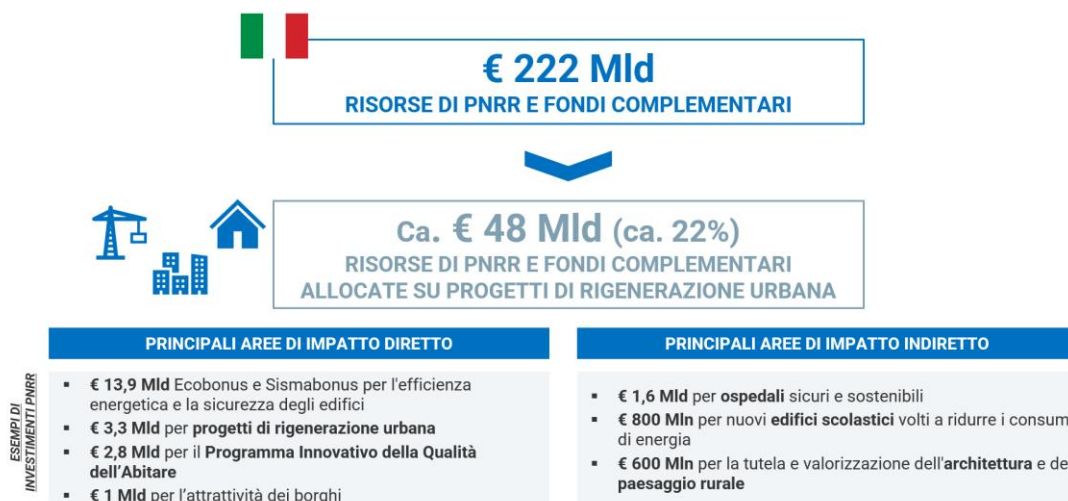 € 222 Mld
RISORSE DI PNRR E FONDI COMPLEMENTARI
Ca. € 48 Mld (ca. 22%)
RISORSE DI PNRR E FONDI COMPLEMENTARI
ALLOCATE SU PROGETTI DI RIGENERAZIONE URBANA
ESEMPI DI
INVESTIMENTI PNRR
PRINCIPALI AREE DI IMPATTO DIRETTO
▪ € 13,9 Mld Ecobonus e Sismabonus per l'efficienza
energetica e la sicurezza degli edifici
▪ € 3,3 Mld per progetti di rigenerazione urbana
▪ € 2,8 Mld per il Programma Innovativo della Qualità
dell'Abitare
▪ € 1 Mld per l'attrattività dei borghi
PRINCIPALI AREE DI IMPATTO INDIRETTO
▪ € 1,6 Mld per ospedali sicuri e sostenibili
▪ € 800 Mln per nuovi edifici scolastici volti a ridurre i consum
di energia
▪ € 600 Mln per la tutela e valorizzazione dell'architettura e de
paesaggio rurale